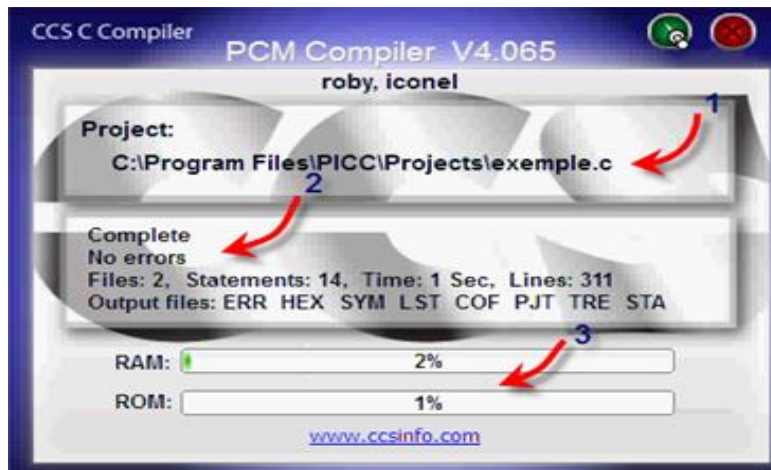 CCS C Compiler
PCM Compiler V4.065
roby, iconel
1
Project:
C:\Program Files\PICC\Projects\exemple.c
2
Complete
No errors
Files: 2, Statements: 14, Time: 1 Sec, Lines: 311
Output files: ERR HEX SYM LST COF PJT TRE STA
3
RAM: 2%
ROM: 1%
www.ccsinfo.com